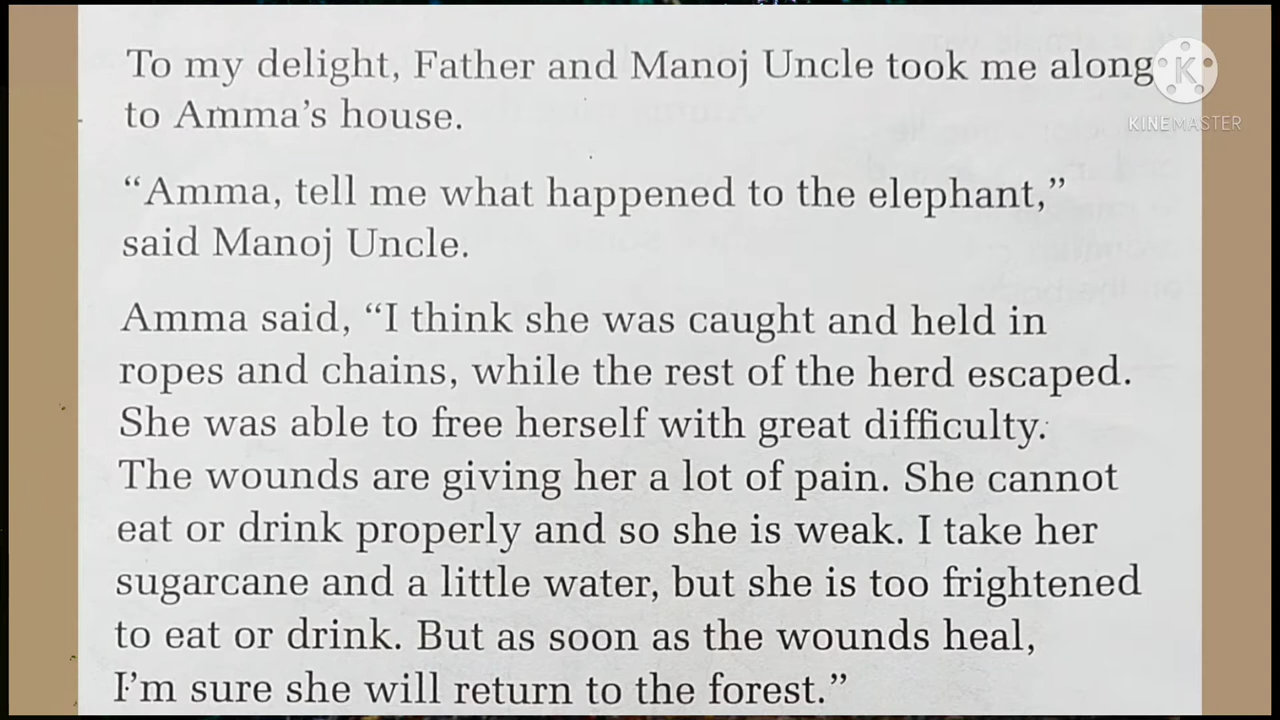 To my delight, Father and Manoj Uncle took me along
to Amma's house.
"Amma, tell me what happened to the elephant,"
said Manoj Uncle.
Amma said, "I think she was caught and held in
ropes and chains, while the rest of the herd escaped.
She was able to free herself with great difficulty.
The wounds are giving her a lot of pain. She cannot
eat or drink properly and so she is weak. I take her
sugarcane and a little water, but she is too frightened
to eat or drink. But as soon as the wounds heal,
I'm sure she will return to the forest."
K
KINEMASTER